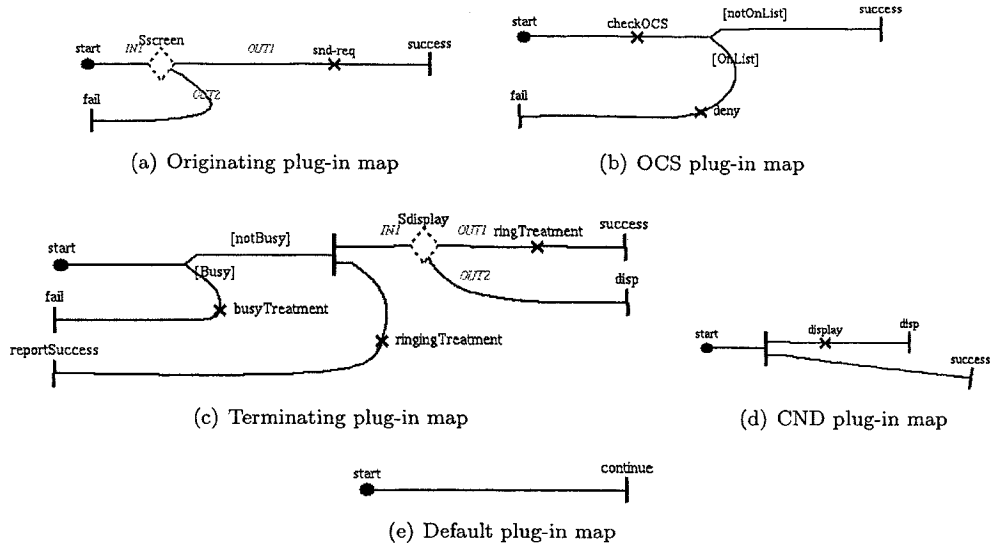 start
IN1
Sscreen
OUT1
snd-req
success
OUT2
fail
(a) Originating plug-in map
start
checkOCS
[notOnList]
success
[OnList]
fail
deny
(b) OCS plug-in map
start
[notBusy]
[Busy]
fail
busyTreatment
reportSuccess
ringingTreatment
IN1
Sdisplay
OUT1
ringTreatment
success
OUT2
disp
(c) Terminating plug-in map
start
display
disp
success
(d) CND plug-in map
start
continue
(e) Default plug-in map